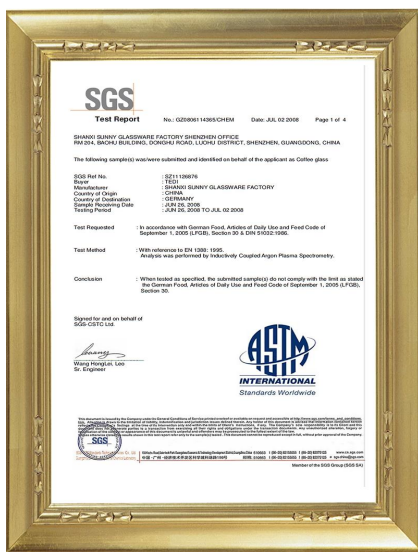 SGS
Test Report No.: GZ0806114365/CHEM Date: JUL 02 2008 Page 1 of 4
SHANXI SUNNY GLASSWARE FACTORY SHENZHEN OFFICE
RM 204, BAOHU BUILDING, DONGHU ROAD, LUOHU DISTRICT, SHENZHEN, GUANGDONG, CHINA
The following sample(s) was/were submitted and identified on behalf of the applicant as Coffee glass
SGS Ref No. : SZ11126976
Buyer : TEDI
Manufacturer : SHANXI SUNNY GLASSWARE FACTORY
Country of Origin : CHINA
Country of Destination : GERMANY
Sample Receiving Date : JUN 26, 2008
Testing Period : JUN 26, 2008 TO JUL 02 2008
Test Requested : In accordance with German Food, Articles of Daily Use and Feed Code of
September 1, 2005 (LFGB), Section 30 & DIN 51032:1986.
Test Method : With reference to EN 1388: 1995.
Analysis was performed by Inductively Coupled Argon Plasma Spectrometry.
Conclusion : When tested as specified, the submitted sample(s) do not comply with the limit as stated
the German Food, Articles of Daily Use and Feed Code of September 1, 2005 (LFGB),
Section 30.
Signed for and on behalf of
SGS-CSTC Ltd.
Wang HongLei, Leo
Sr. Engineer
ASTM
INTERNATIONAL
Standards Worldwide
SGS
www.cn.sgs.com
Member of the SGS Group (SGS SA)